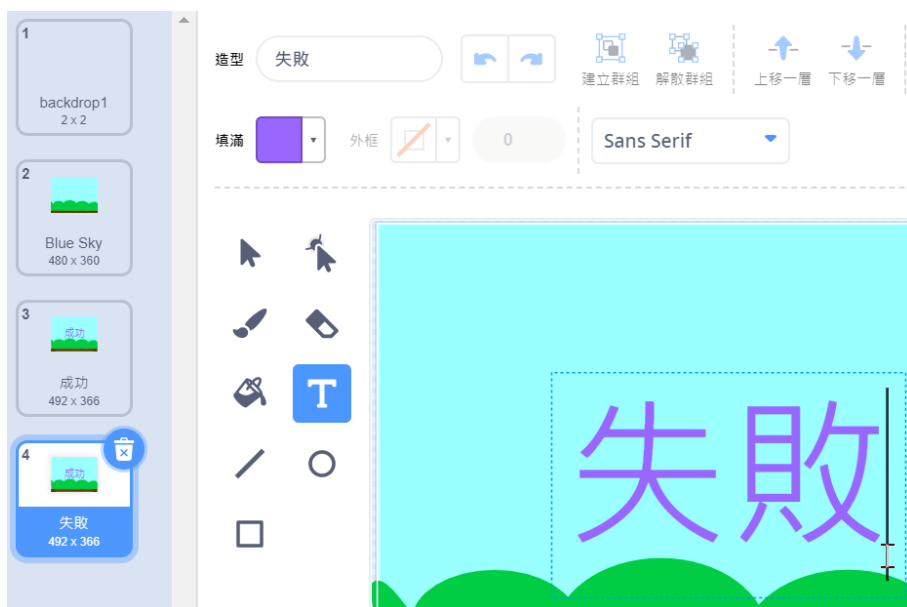 1
backdrop1
2 x 2
2
Blue Sky
480 x 360
3
成功
成功
492 x 366
4
成功
失敗
492 x 366
造型 失敗
建立群組 解散群組 上移一層 下移一層
填滿 外框 0 Sans Serif
T
失敗